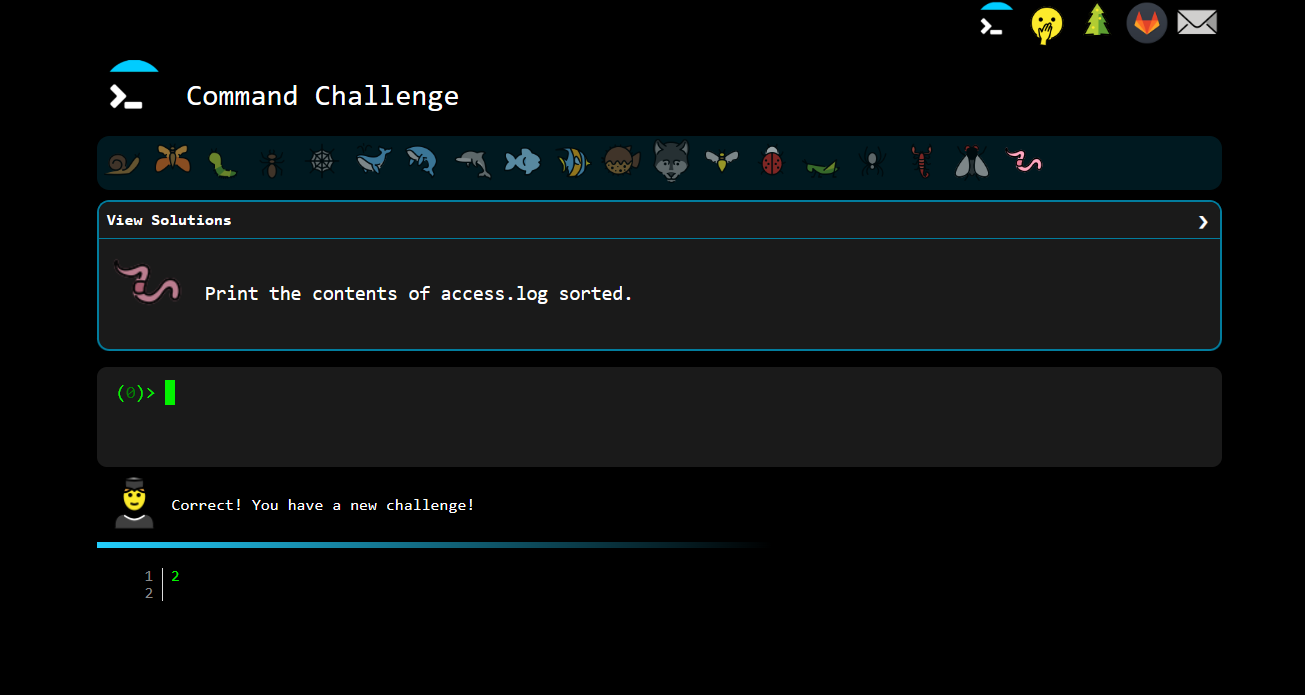 Command Challenge
View Solutions
Print the contents of access.log sorted.
(0)>
Correct! You have a new challenge!
1 2
2